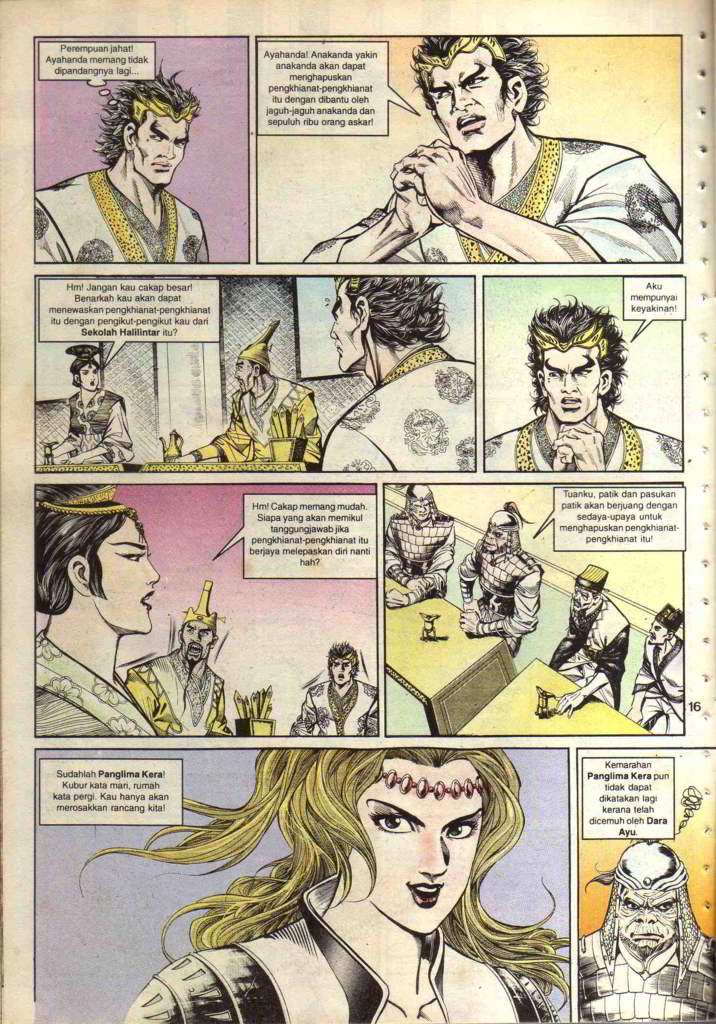 Perempuan jahat!
Ayahanda memang tidak
dipandangnya lagi...
Ayahanda! Anakanda yakin
anakanda akan dapat
menghapuskan
pengkhianat-pengkhianat
itu dengan dibantu oleh
jaguh-jaguh anakanda dan
sepuluh ribu orang askar!
Hm! Jangan kau cakap besar!
Benarkah kau akan dapat
menewaskan pengkhianat-pengkhianat
itu dengan pengikut-pengikut kau dari
Sekolah Halilintar itu?
Aku
mempunyai
keyakinan!
Hm! Cakap memang mudah.
Siapa yang akan memikul
tanggungjawab jika
pengkhianat-pengkhianat itu
berjaya melepaskan diri nanti
hah?
Tuanku, patik dan pasukan
patik akan berjuang dengan
sedaya-upaya untuk
menghapuskan pengkhianat-
pengkhianat itu!
16
Sudahlah Panglima Kera!
Kubur kata mari, rumah
kata pergi. Kau hanya akan
merosakkan rancang kita!
Kemarahan
Panglima Kera pun
tidak dapat
dikatakan lagi
kerana telah
dicemuh oleh Dara
Ayu.